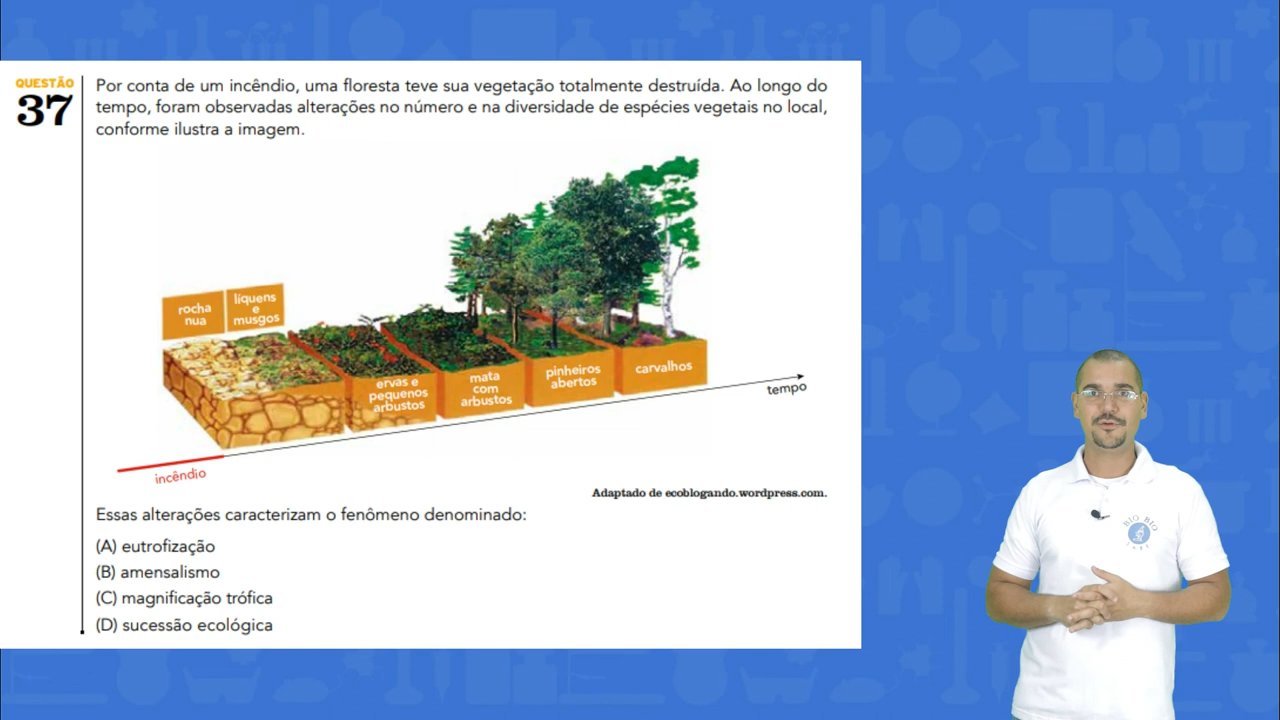 QUESTÃO
37
Por conta de um incêndio, uma floresta teve sua vegetação totalmente destruída. Ao longo do
tempo, foram observadas alterações no número e na diversidade de espécies vegetais no local,
conforme ilustra a imagem.
rocha
nua
líquens
e
musgos
ervas e
pequenos
arbustos
mata
com
arbustos
pinheiros
abertos
carvalhos
tempo
incêndio
Adaptado de ecoblogando.wordpress.com.
Essas alterações caracterizam o fenômeno denominado:
(A) eutrofização
(B) amensalismo
(C) magnificação trófica
(D) sucessão ecológica
BIO RIO